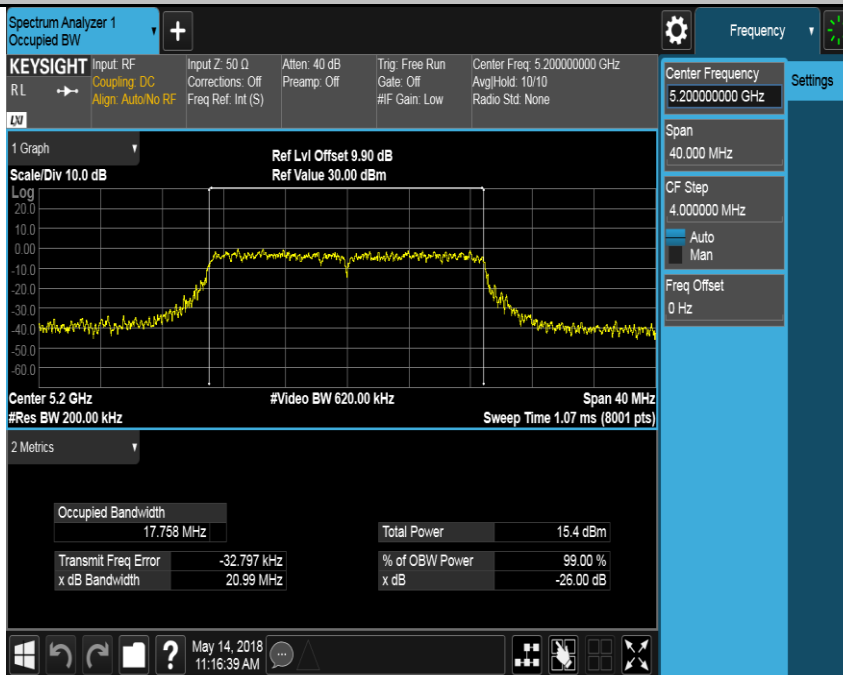 Spectrum Analyzer 1
Occupied BW
+
Frequency
KEYSIGHT
RL
LXI
Input: RF
Coupling: DC
Align: Auto/No RF
Input Z: 50 Ω
Corrections: Off
Freq Ref: Int (S)
Atten: 40 dB
Preamp: Off
Trig: Free Run
Gate: Off
#IF Gain: Low
Center Freq: 5.200000000 GHz
Avg|Hold: 10/10
Radio Std: None
Center Frequency
5.200000000 GHz
Settings
Span
40.000 MHz
CF Step
4.000000 MHz
Auto
Man
Freq Offset
0 Hz
1 Graph
Scale/Div 10.0 dB
Ref Lvl Offset 9.90 dB
Ref Value 30.00 dBm
Log
20.0
10.0
0.00
-10.0
-20.0
-30.0
-40.0
-50.0
-60.0
Center 5.2 GHz
#Video BW 620.00 kHz
Span 40 MHz
#Res BW 200.00 kHz
Sweep Time 1.07 ms (8001 pts)
2 Metrics
Occupied Bandwidth
17.758 MHz
Total Power 15.4 dBm
Transmit Freq Error -32.797 kHz
% of OBW Power 99.00 %
x dB Bandwidth 20.99 MHz
x dB -26.00 dB
?
May 14, 2018
11:16:39 AM